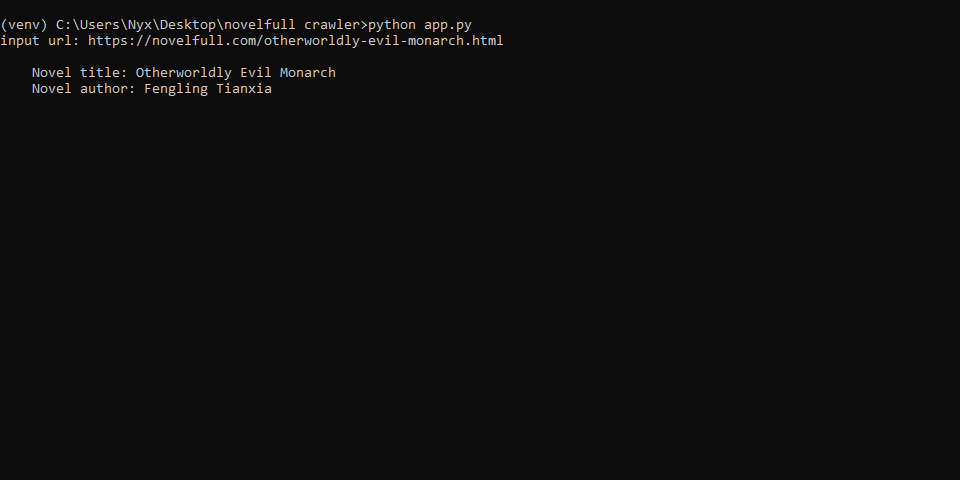 (venv) C:\Users\Nyx\Desktop\novelfull crawler>python app.py
input url: https://novelfull.com/otherworldly-evil-monarch.html
Novel title: Otherworldly Evil Monarch
Novel author: Fengling Tianxia